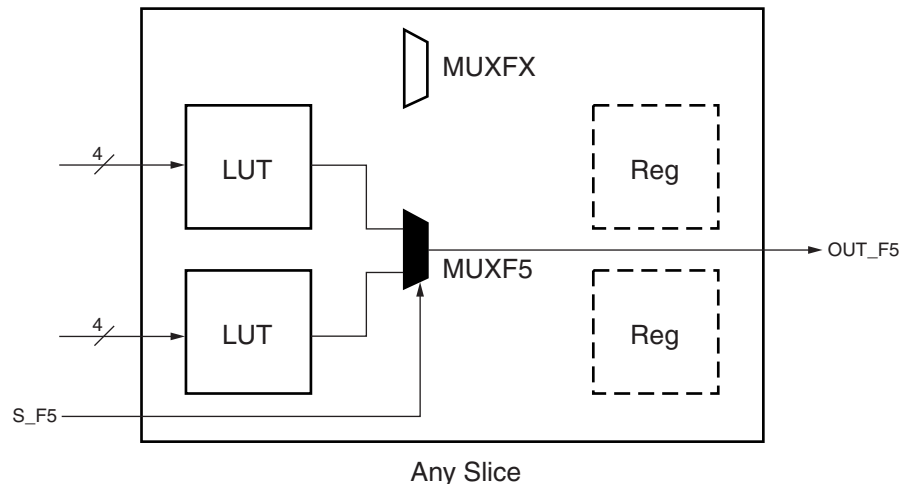 MUXFX
4
LUT
Reg
MUXF5
OUT_F5
4
LUT
Reg
S_F5
Any Slice